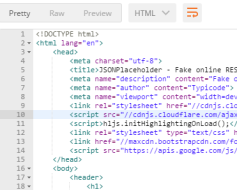 Pretty Raw Preview HTML
1 <!DOCTYPE html>
2 <html lang="en">
3 <head>
4 <meta charset="utf-8">
5 <title>JSONPlaceholder - Fake online RES
6 <meta name="description" content="Fake o
7 <meta name="author" content="Typicode">
8 <meta name="viewport" content="width=dev
9 <link rel="stylesheet" href="//cdnjs.clo
10 <script src="//cdnjs.cloudflare.com/ajax
11 <script>hljs.initHighlightingOnLoad();</
12 <link rel="stylesheet" type="text/css" h
13 <link href="//maxcdn.bootstrapcdn.com/fo
14 <script src="https://apis.google.com/js/
15 </head>
16 <body>
17 <header>
18 <h1>